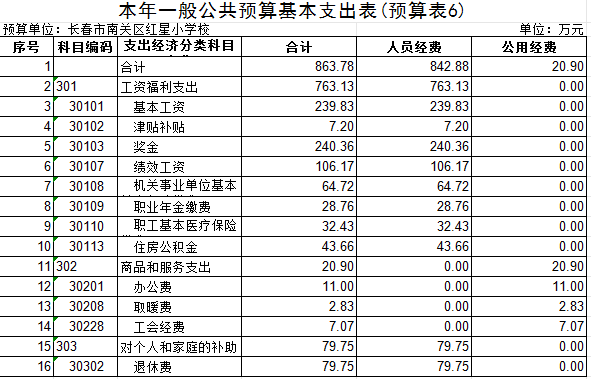 本年一般公共预算基本支出表(预算表6)
预算单位：长春市南关区红星小学校 单位：万元
序号 科目编码 支出经济分类科目 合计 人员经费 公用经费
1 合计 863.78 842.88 20.90
2 301 工资福利支出 763.13 763.13 0.00
3 30101 基本工资 239.83 239.83 0.00
4 30102 津贴补贴 7.20 7.20 0.00
5 30103 奖金 240.36 240.36 0.00
6 30107 绩效工资 106.17 106.17 0.00
7 30108 机关事业单位基本 64.72 64.72 0.00
8 30109 职业年金缴费 28.76 28.76 0.00
9 30110 职工基本医疗保险 32.43 32.43 0.00
10 30113 住房公积金 43.66 43.66 0.00
11 302 商品和服务支出 20.90 0.00 20.90
12 30201 办公费 11.00 0.00 11.00
13 30208 取暖费 2.83 0.00 2.83
14 30228 工会经费 7.07 0.00 7.07
15 303 对个人和家庭的补助 79.75 79.75 0.00
16 30302 退休费 79.75 79.75 0.00